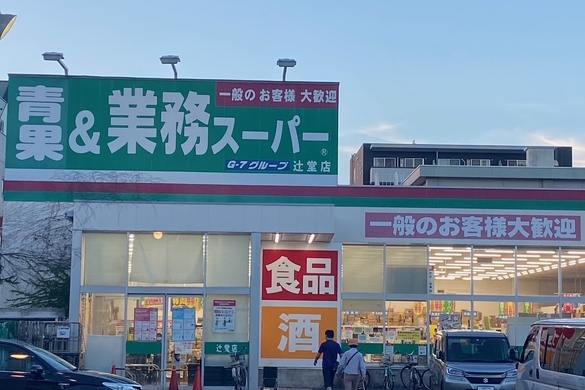 一般のお客様 大歓迎
青果&業務スーパー®
G-7グループ 辻堂店
一般のお客様大歓迎
食品
酒
辻堂店